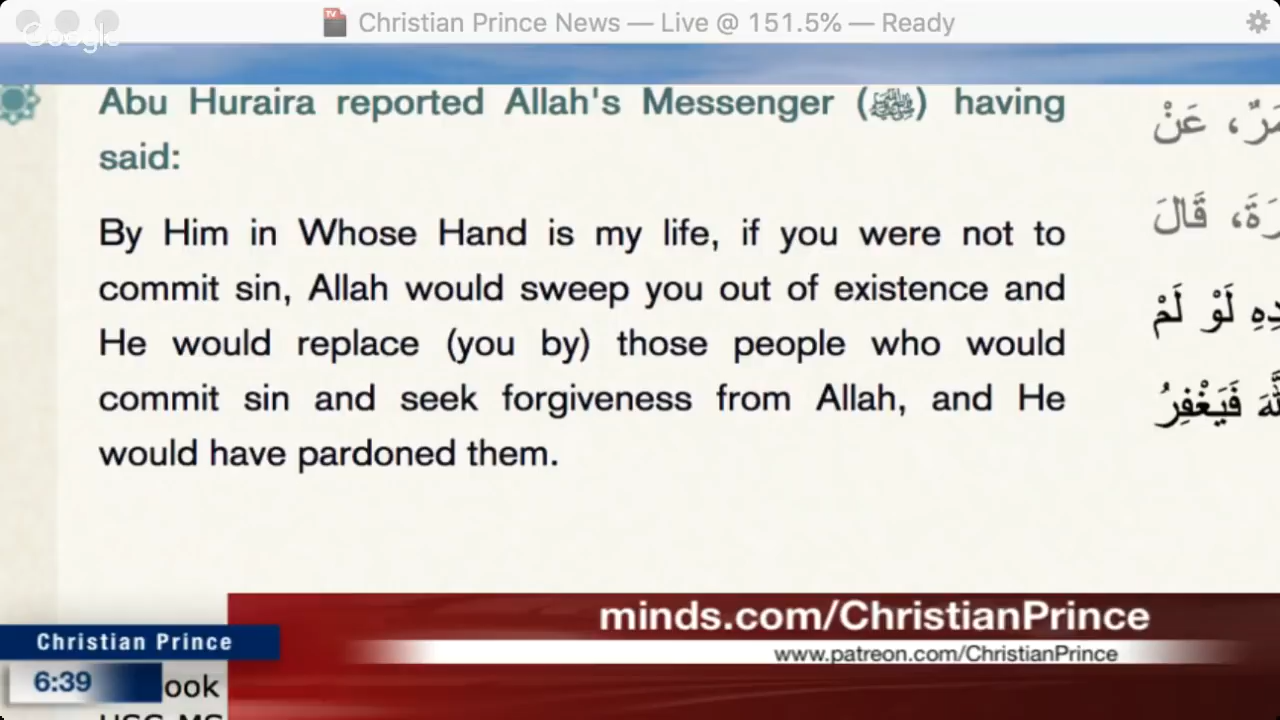 Christian Prince News — Live @ 151.5% — Ready
Google
Abu Huraira reported Allah's Messenger (ﷺ) having
said:
By Him in Whose Hand is my life, if you were not to
commit sin, Allah would sweep you out of existence and
He would replace (you by) those people who would
commit sin and seek forgiveness from Allah, and He
would have pardoned them.
عَنْ
قَالَ
لَوْ لَمْ
فَيَغْفِرُ
minds.com/ChristianPrince
www.patreon.com/ChristianPrince
Christian Prince
6:39
ook